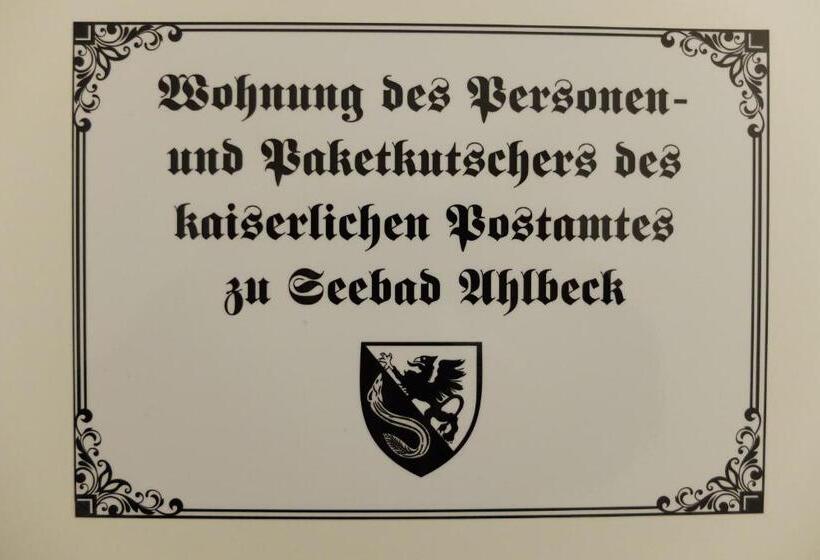 Wohnung des Personen-
und Paketkutschers des
kaiserlichen Postamtes
zu Seebad Ahlbeck